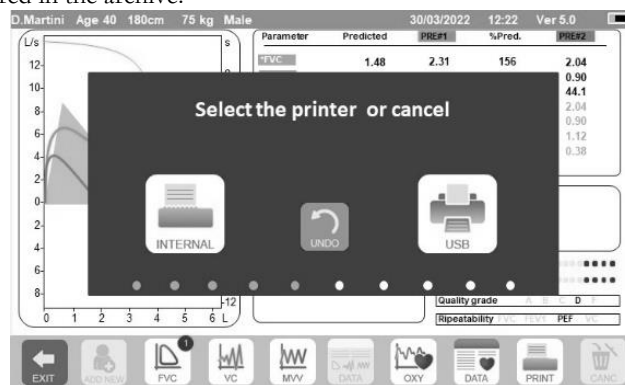 red in the archive.
D.Martini Age 40 180cm 75 kg Male 30/03/2022 12:22 Ver 5.0
L/s s Parameter Predicted PRE#1 %Pred. PRE#2
*FVC 1.48 2.31 156 2.04
12-
0.90
10-
44.1
8-
2.04
0.90
6-
1.12
4-
0.38
2-
0-
2-
4-
6-
8-
Select the printer or cancel
INTERNAL UNDO USB
-12
0 1 2 3 4 5 6 L
Quality grade A B C D F
Repeatability FVC FEV1 PEF VC
EXIT ADD NEW FVC 1 VC MVV DATA OXY DATA PRINT CANC